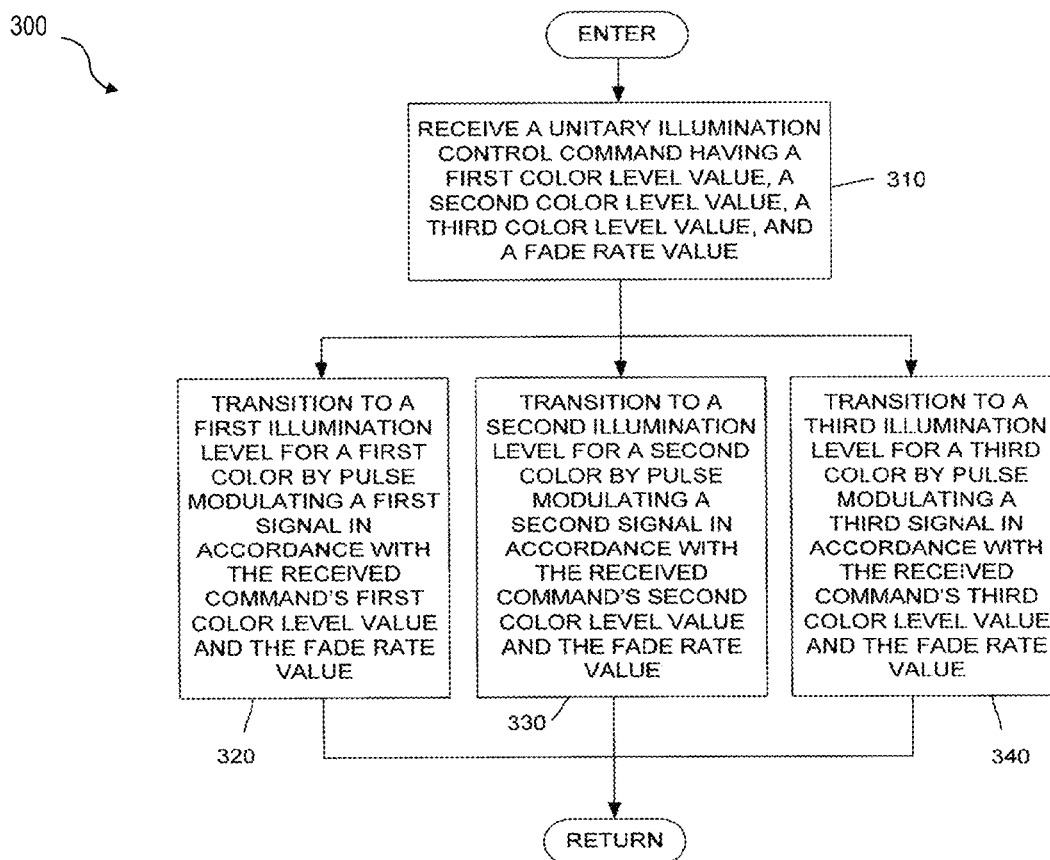 300
ENTER
RECEIVE A UNITARY ILLUMINATION
CONTROL COMMAND HAVING A
FIRST COLOR LEVEL VALUE, A
SECOND COLOR LEVEL VALUE, A
THIRD COLOR LEVEL VALUE, AND
A FADE RATE VALUE
310
TRANSITION TO A
FIRST ILLUMINATION
LEVEL FOR A FIRST
COLOR BY PULSE
MODULATING A FIRST
SIGNAL IN
ACCORDANCE WITH
THE RECEIVED
COMMAND'S FIRST
COLOR LEVEL VALUE
AND THE FADE RATE
VALUE
320
TRANSITION TO A
SECOND ILLUMINATION
LEVEL FOR A SECOND
COLOR BY PULSE
MODULATING A
SECOND SIGNAL IN
ACCORDANCE WITH
THE RECEIVED
COMMAND'S SECOND
COLOR LEVEL VALUE
AND THE FADE RATE
VALUE
330
TRANSITION TO A
THIRD ILLUMINATION
LEVEL FOR A THIRD
COLOR BY PULSE
MODULATING A
THIRD SIGNAL IN
ACCORDANCE WITH
THE RECEIVED
COMMAND'S THIRD
COLOR LEVEL VALUE
AND THE FADE RATE
VALUE
340
RETURN